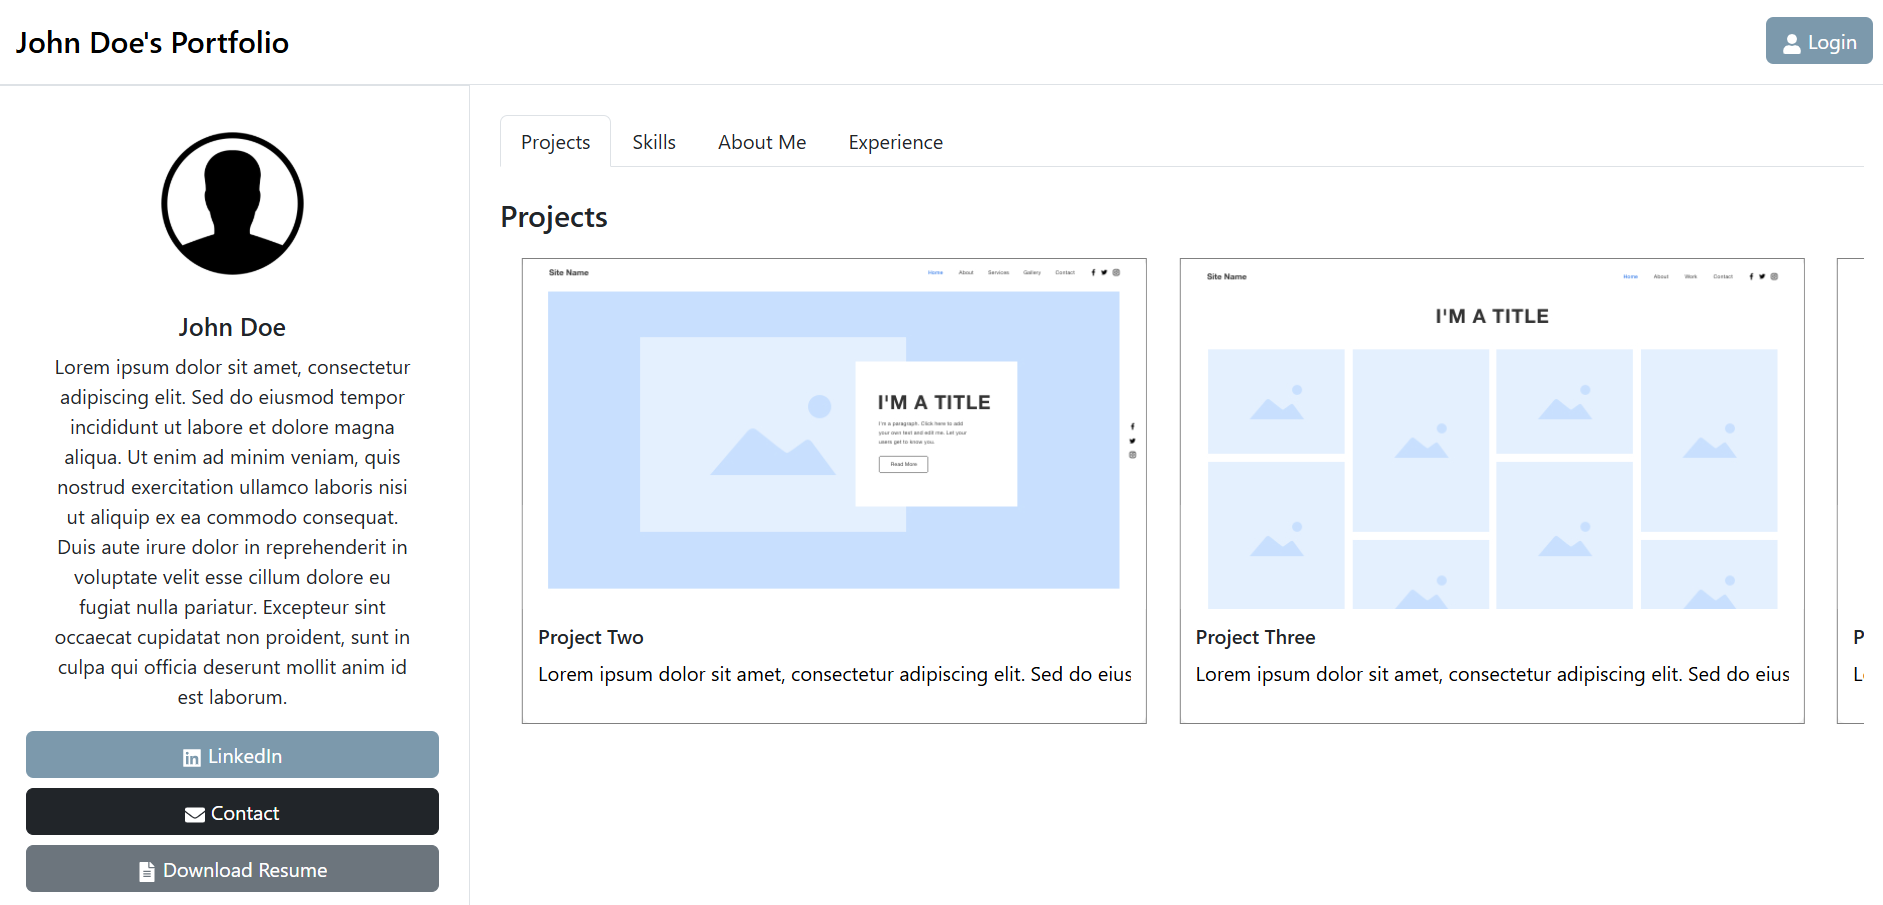 John Doe's Portfolio
Login
John Doe
Lorem ipsum dolor sit amet, consectetur
adipiscing elit. Sed do eiusmod tempor
incididunt ut labore et dolore magna
aliqua. Ut enim ad minim veniam, quis
nostrud exercitation ullamco laboris nisi
ut aliquip ex ea commodo consequat.
Duis aute irure dolor in reprehenderit in
voluptate velit esse cillum dolore eu
fugiat nulla pariatur. Excepteur sint
occaecat cupidatat non proident, sunt in
culpa qui officia deserunt mollit anim id
est laborum.
LinkedIn
Contact
Download Resume
Projects Skills About Me Experience
Projects
Site Name Home About Services Gallery Contact
I'M A TITLE
I'm a paragraph. Click here to add
your own text and edit me. Let your
users get to know you.
Read More
Project Two
Lorem ipsum dolor sit amet, consectetur adipiscing elit. Sed do eius
Site Name Home About Work Contact
I'M A TITLE
Project Three
Lorem ipsum dolor sit amet, consectetur adipiscing elit. Sed do eius
P
L